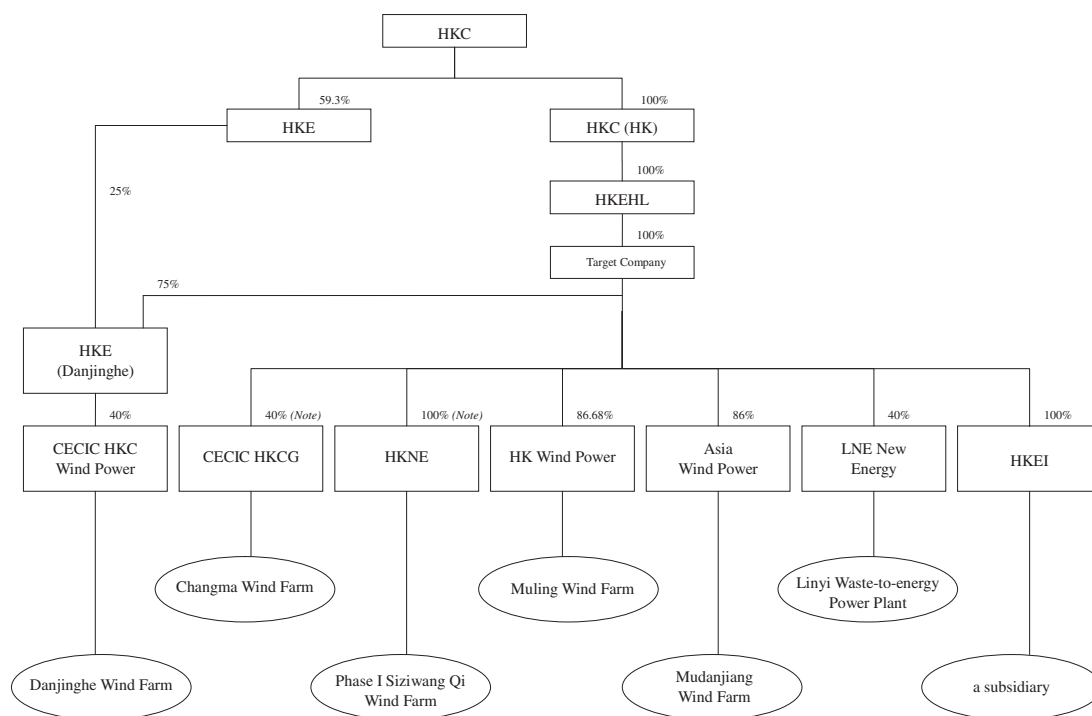 HKC
59.3%
100%
HKE
HKC (HK)
100%
25%
HKEHL
100%
Target Company
75%
HKE
(Danjinghe)
40%
40% (Note)
100% (Note)
86.68%
86%
40%
100%
CECIC HKC
Wind Power
CECIC HKCG
HKNE
HK Wind Power
Asia
Wind Power
LNE New
Energy
HKEI
Changma Wind Farm
Muling Wind Farm
Linyi Waste-to-energy
Power Plant
Danjinghe Wind Farm
Phase I Siziwang Qi
Wind Farm
Mudanjiang
Wind Farm
a subsidiary